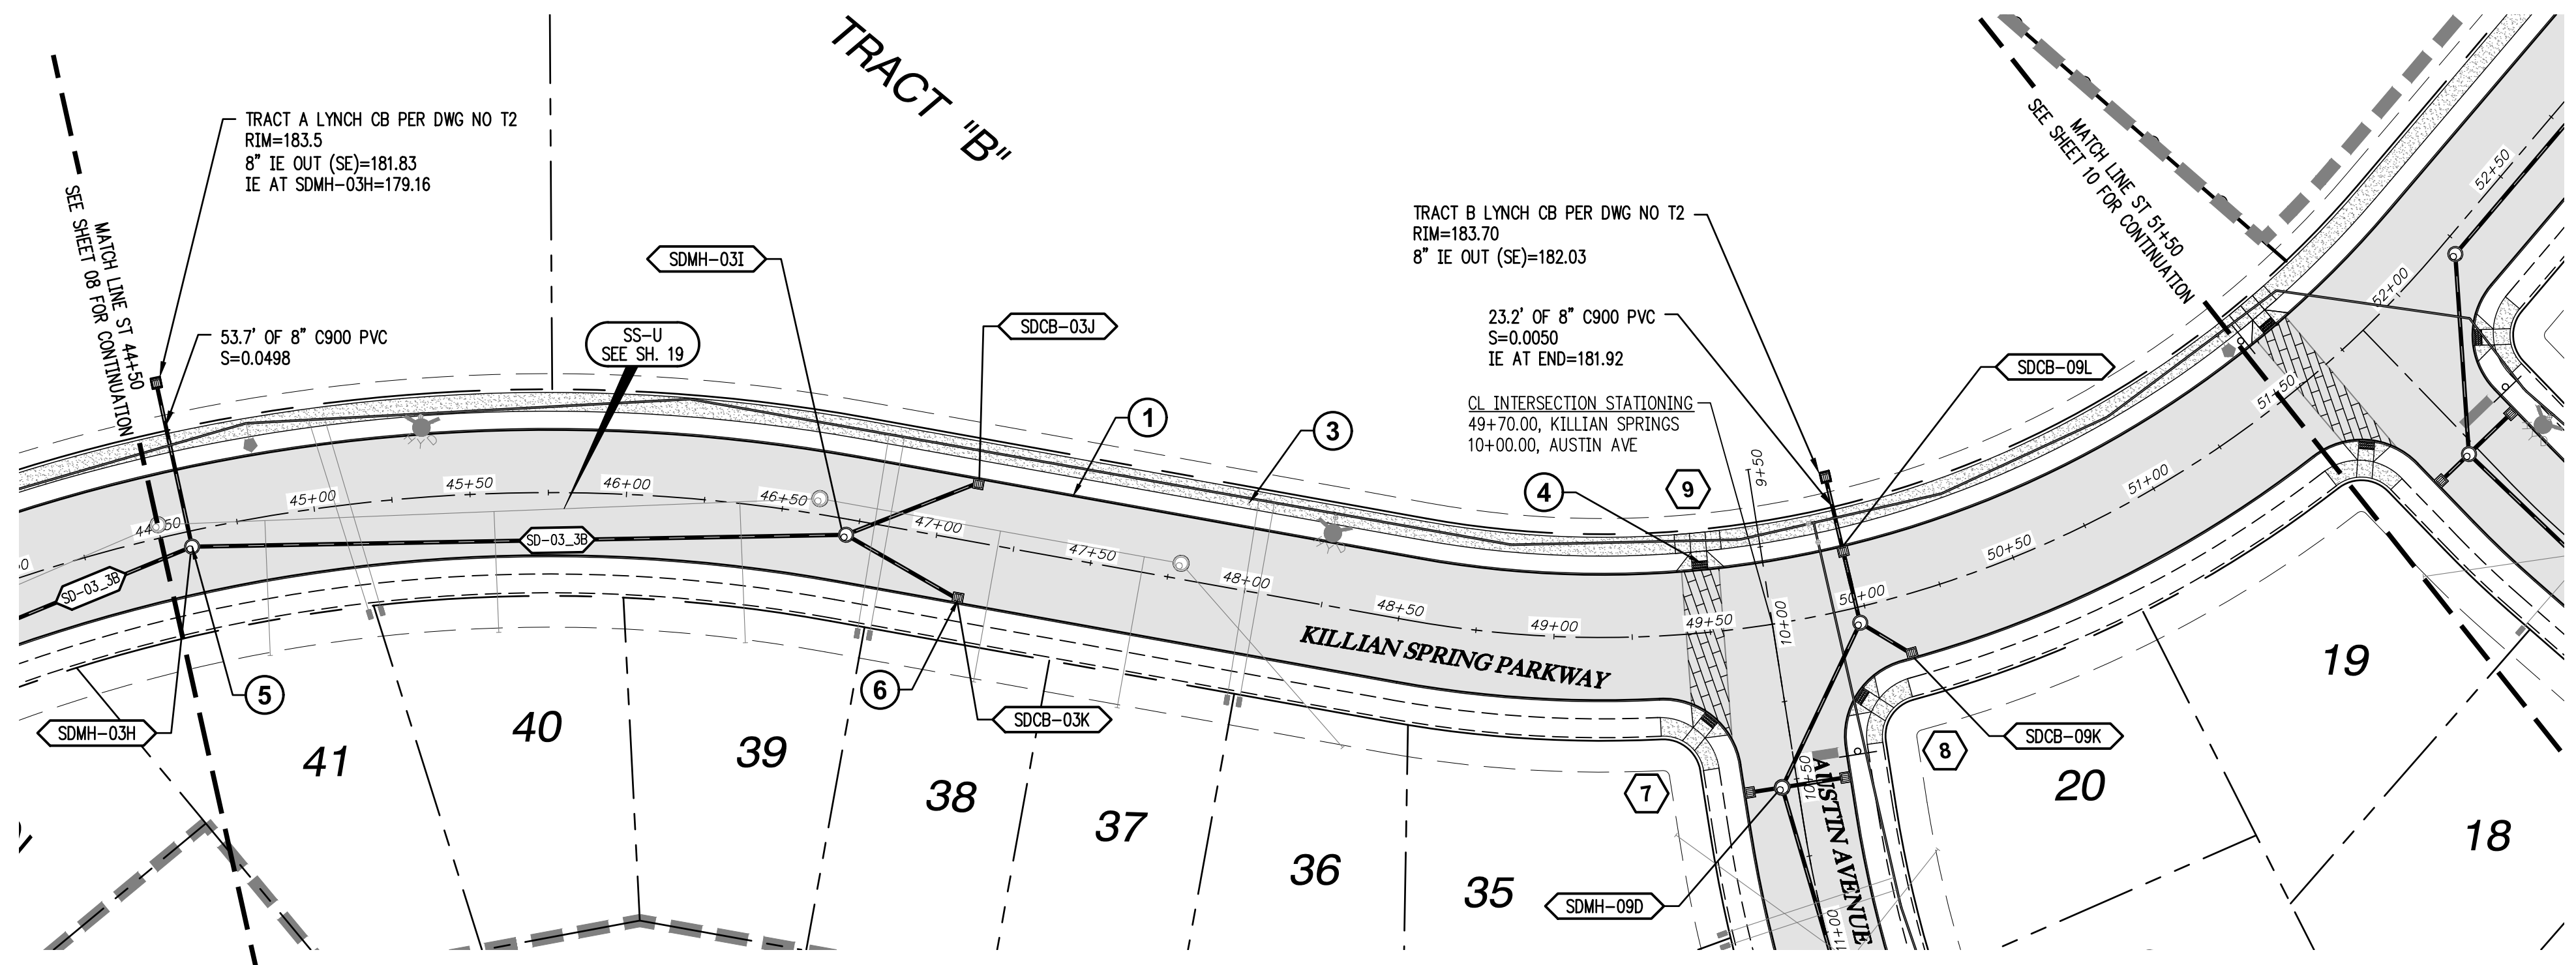 TRACT "B"
TRACT A LYNCH CB PER DWG NO T2
RIM=183.5
8" IE OUT (SE)=181.83
IE AT SDMH-03H=179.16
MATCH LINE ST 44+50
SEE SHEET 08 FOR CONTINUATION
53.7' OF 8" C900 PVC
S=0.0498
SS-U
SEE SH. 19
SDMH-03I
SDCB-03J
1
3
TRACT B LYNCH CB PER DWG NO T2
RIM=183.70
8" IE OUT (SE)=182.03
23.2' OF 8" C900 PVC
S=0.0050
IE AT END=181.92
CL INTERSECTION STATIONING
49+70.00, KILLIAN SPRINGS
10+00.00, AUSTIN AVE
4
9
SDCB-09L
MATCH LINE ST 51+50
SEE SHEET 10 FOR CONTINUATION
44+50
45+00
45+50
46+00
46+50
47+00
47+50
48+00
48+50
49+00
49+50
50+00
50+50
51+00
51+50
52+00
52+50
9+50
10+00
10+50
11+00
SD-03_3B
SD-03_3B
KILLIAN SPRING PARKWAY
AUSTIN AVENUE
SDMH-03H
5
6
SDCB-03K
7
8
SDCB-09K
SDMH-09D
41
40
39
38
37
36
35
20
19
18